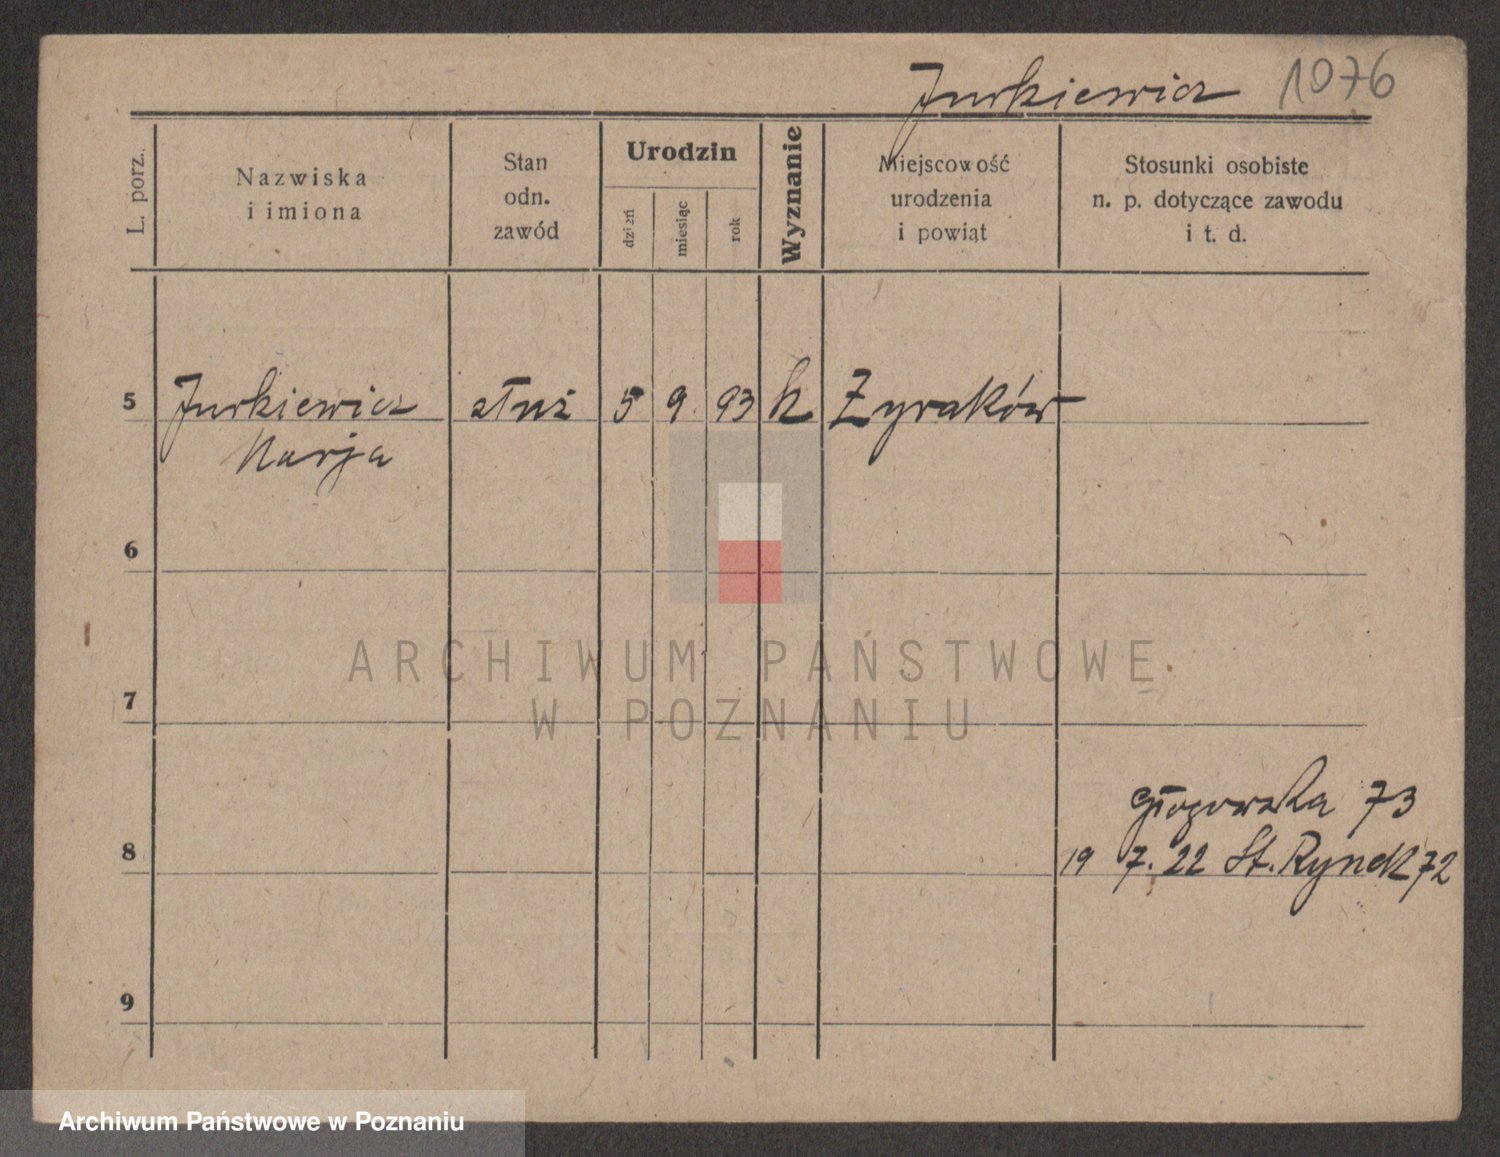 Jurkiewicz 1076
L. porz.
Nazwiska
i imiona
Stan
odn.
zawód
Urodzin
dzień
miesiąc
rok
Wyznanie
Miejscowość
urodzenia
i powiąt
Stosunki osobiste
n. p. dotyczące zawodu
i t. d.
5 Jurkiewicz służ 5 9 93 k Żyraków
Marja
6
ARCHIWUM PAŃSTWOWE
W POZNANIU
7
Głogowska 73
8 19 7. 22 St. Rynek 72
9
Archiwum Państwowe w Poznaniu